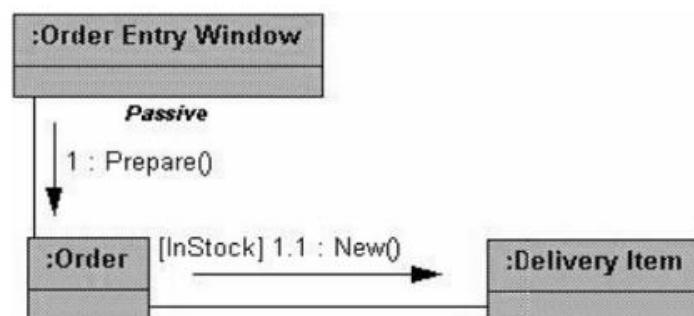 :Order Entry Window
Passive
1 : Prepare()
:Order
[InStock] 1.1 : New()
:Delivery Item